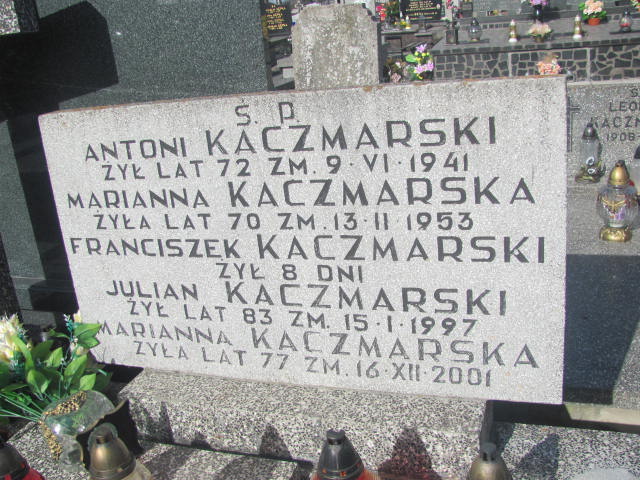 Ś. P.
ANTONI KACZMARSKI
ŻYŁ LAT 72 ZM. 9·VI·1941
MARIANNA KACZMARSKA
ŻYŁA LAT 70 ZM. 13·II·1953
FRANCISZEK KACZMARSKI
ŻYŁ 8 DNI
JULIAN KACZMARSKI
ŻYŁ LAT 83 ZM. 15·I·1997
MARIANNA KACZMARSKA
ŻYŁA LAT 77 ZM. 16·XII·2001